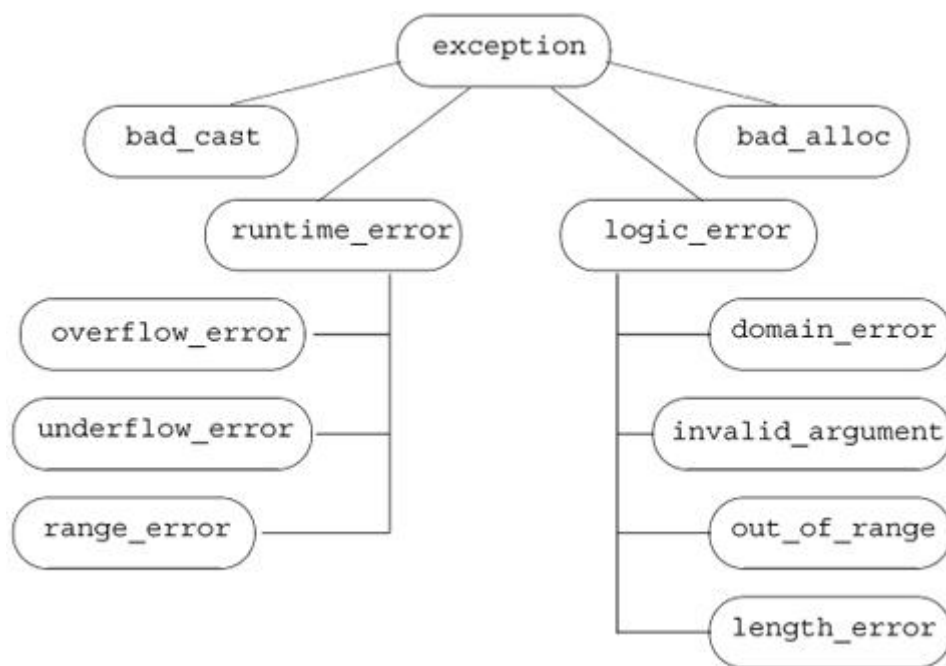 exception
bad_cast
bad_alloc
runtime_error
logic_error
overflow_error
domain_error
underflow_error
invalid_argument
range_error
out_of_range
length_error